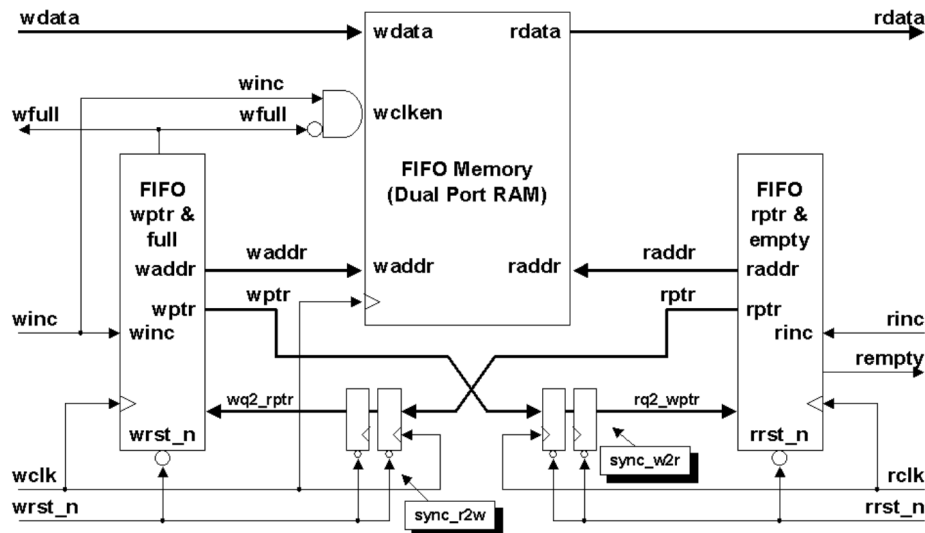 wdata
rdata
wdata
rdata
winc
wclken
wfull
wfull
FIFO Memory
(Dual Port RAM)
FIFO
wptr &
full
FIFO
rptr &
empty
waddr
waddr
waddr
raddr
raddr
raddr
wptr
wptr
rptr
rptr
winc
winc
rinc
rinc
rempty
wq2_rptr
rq2_wptr
wrst_n
rrst_n
sync_w2r
wclk
rclk
wrst_n
sync_r2w
rrst_n